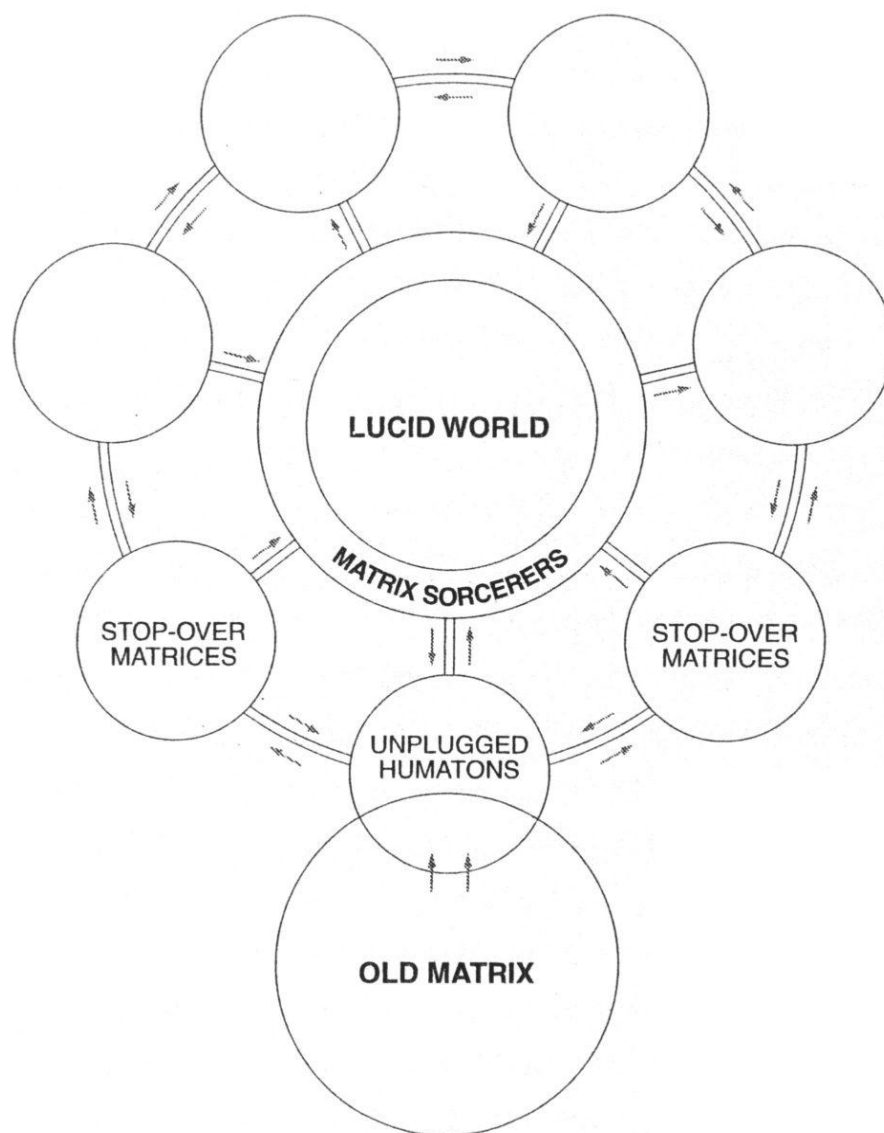 LUCID WORLD
MATRIX SORCERERS
STOP-OVER
MATRICES
STOP-OVER
MATRICES
UNPLUGGED
HUMATONS
OLD MATRIX